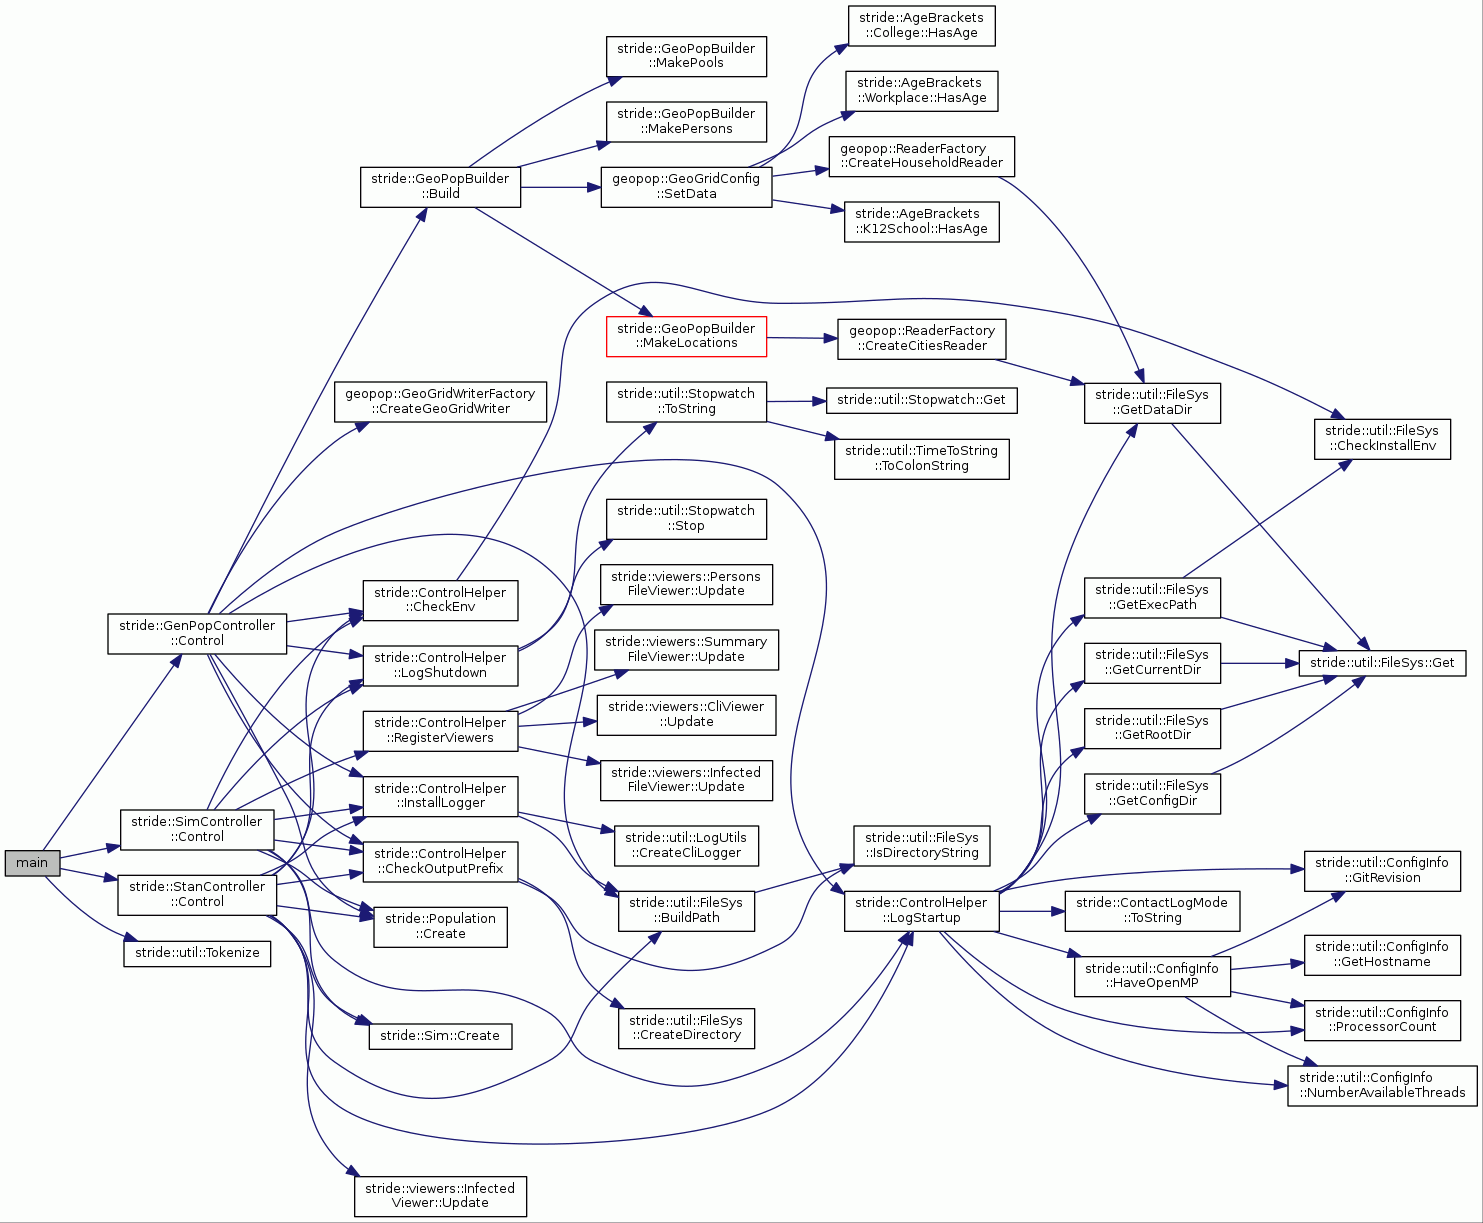 stride::AgeBrackets
::College::HasAge
stride::GeoPopBuilder
::MakePools
stride::AgeBrackets
::Workplace::HasAge
stride::GeoPopBuilder
::MakePersons
geopop::ReaderFactory
::CreateHouseholdReader
stride::GeoPopBuilder
::Build
geopop::GeoGridConfig
::SetData
stride::AgeBrackets
::K12School::HasAge
stride::GeoPopBuilder
::MakeLocations
geopop::ReaderFactory
::CreateCitiesReader
geopop::GeoGridWriterFactory
::CreateGeoGridWriter
stride::util::Stopwatch
::ToString
stride::util::Stopwatch::Get
stride::util::FileSys
::GetDataDir
stride::util::FileSys
::CheckInstallEnv
stride::util::TimeToString
::ToColonString
stride::util::Stopwatch
::Stop
stride::ControlHelper
::CheckEnv
stride::viewers::Persons
FileViewer::Update
stride::util::FileSys
::GetExecPath
stride::GenPopController
::Control
stride::ControlHelper
::LogShutdown
stride::viewers::Summary
FileViewer::Update
stride::util::FileSys
::GetCurrentDir
stride::util::FileSys::Get
stride::ControlHelper
::RegisterViewers
stride::viewers::CliViewer
::Update
stride::util::FileSys
::GetRootDir
stride::ControlHelper
::InstallLogger
stride::viewers::Infected
FileViewer::Update
stride::util::FileSys
::GetConfigDir
stride::SimController
::Control
stride::util::LogUtils
::CreateCliLogger
stride::util::FileSys
::IsDirectoryString
main
stride::ControlHelper
::CheckOutputPrefix
stride::util::ConfigInfo
::GitRevision
stride::StanController
::Control
stride::util::FileSys
::BuildPath
stride::ControlHelper
::LogStartup
stride::ContactLogMode
::ToString
stride::Population
::Create
stride::util::Tokenize
stride::util::ConfigInfo
::HaveOpenMP
stride::util::ConfigInfo
::GetHostname
stride::Sim::Create
stride::util::FileSys
::CreateDirectory
stride::util::ConfigInfo
::ProcessorCount
stride::util::ConfigInfo
::NumberAvailableThreads
stride::viewers::Infected
Viewer::Update